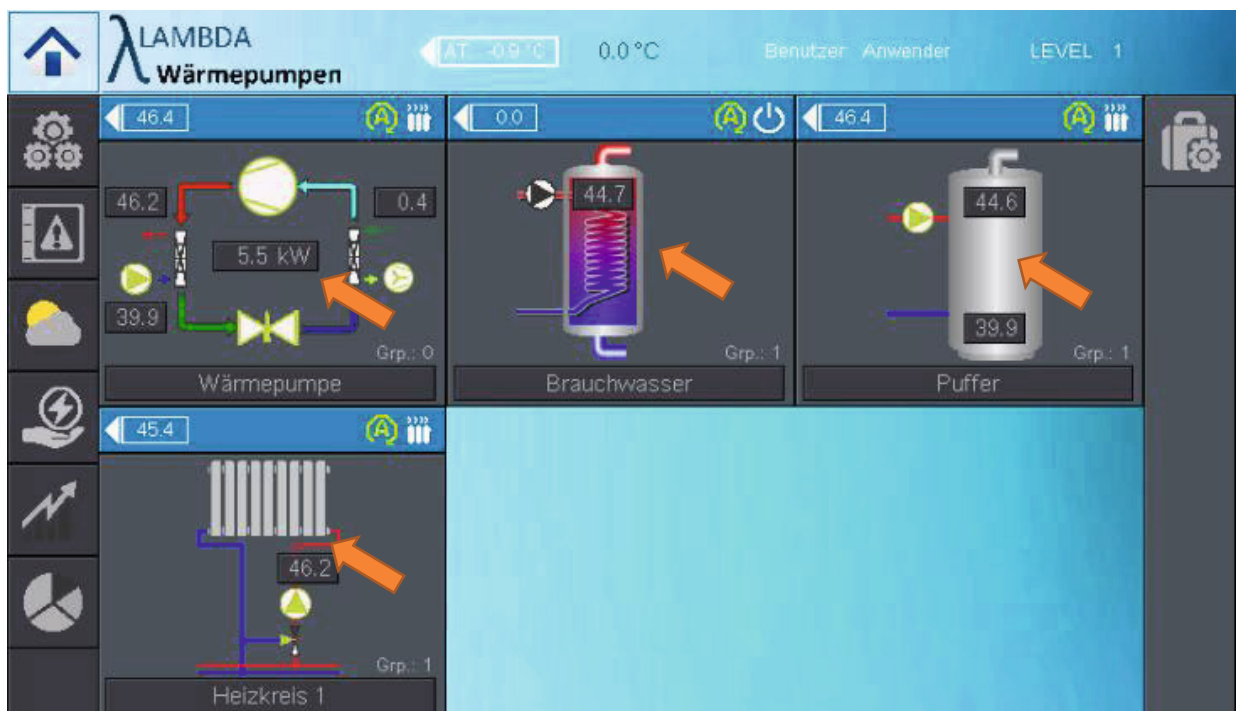 λ LAMBDA
Wärmepumpen
AT -0.9 °C
0.0 °C
Benutzer Anwender
LEVEL 1
46.4
46.2
0.4
5.5 kW
39.9
Grp.: 0
Wärmepumpe
0.0
44.7
Grp.: 1
Brauchwasser
46.4
44.6
39.9
Grp.: 1
Puffer
45.4
46.2
Grp.: 1
Heizkreis 1